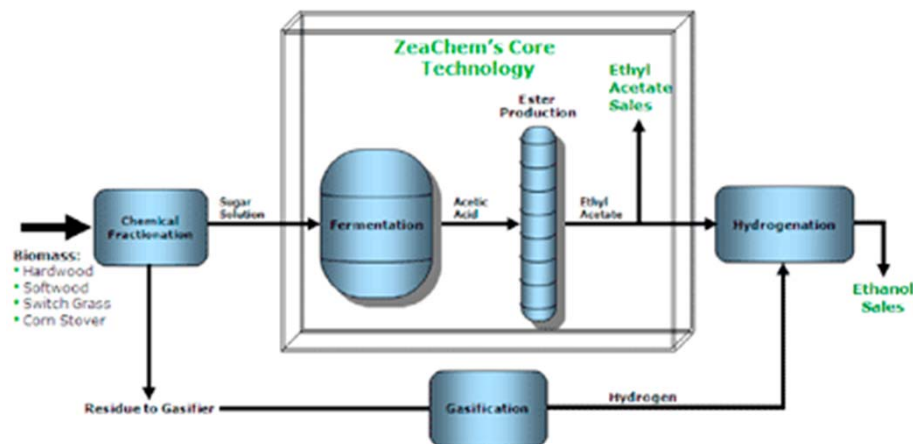 ZeaChem's Core
Technology
Ethyl
Acetate
Sales
Ester
Production
Chemical
Fractionation
Sugar
Solution
Fermentation
Acetic
Acid
Ethyl
Acetate
Hydrogenation
Biomass:
• Hardwood
• Softwood
• Switch Grass
• Corn Stover
Ethanol
Sales
Residue to Gasifier
Gasification
Hydrogen